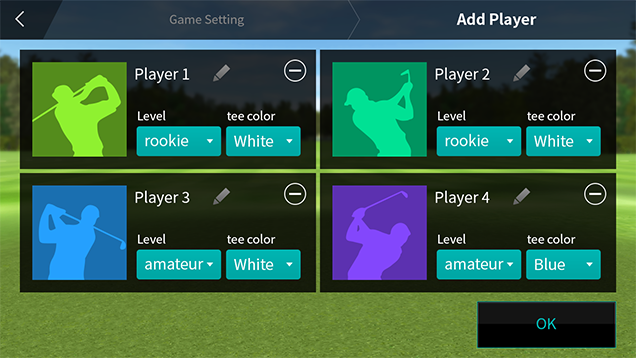 Game Setting
Add Player
Player 1
Level
tee color
rookie
White
Player 2
Level
tee color
rookie
White
Player 3
Level
tee color
amateur
White
Player 4
Level
tee color
amateur
Blue
OK